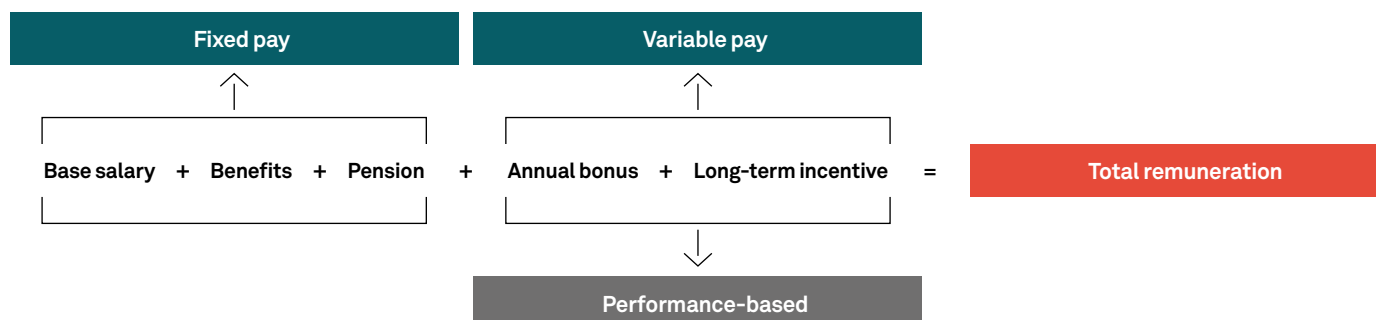 Fixed pay Variable pay
Base salary + Benefits + Pension + Annual bonus + Long-term incentive = Total remuneration
Performance-based